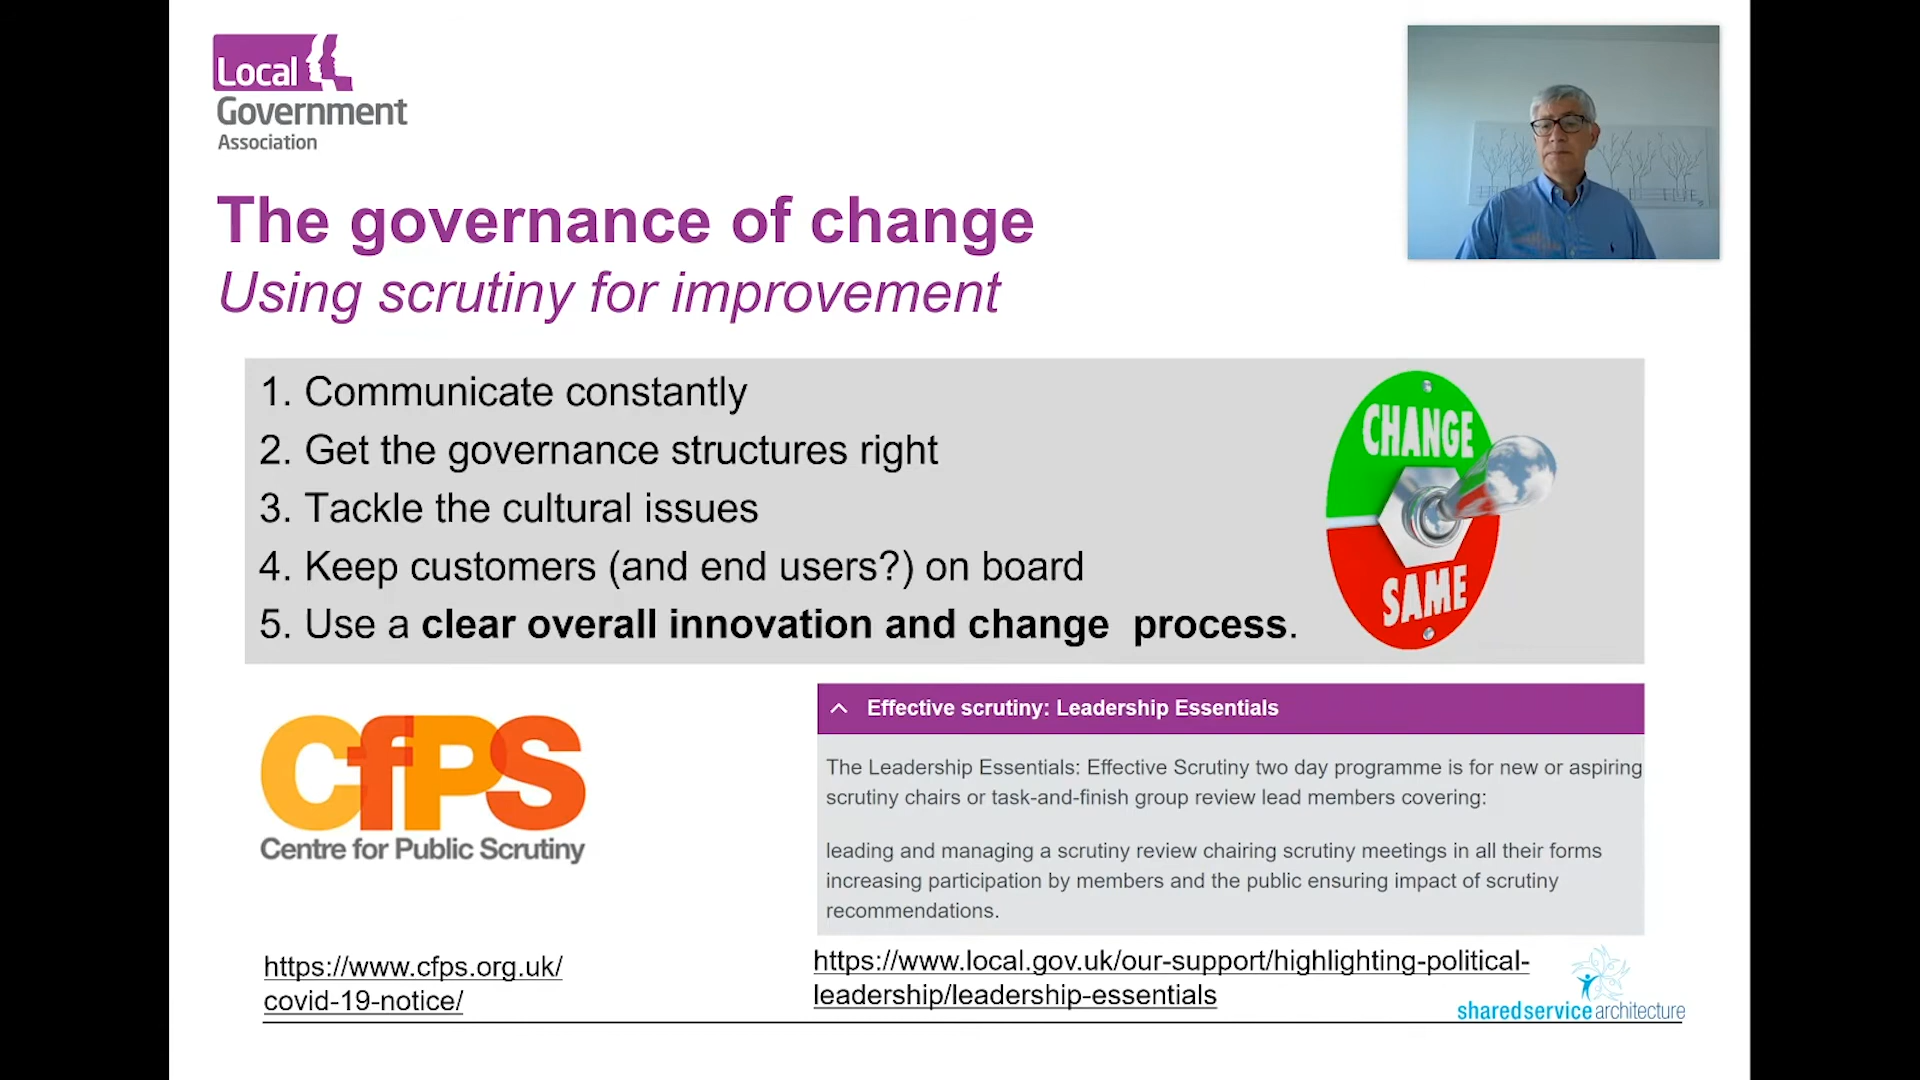 Local
Government
Association
The governance of change
Using scrutiny for improvement
1. Communicate constantly
2. Get the governance structures right
3. Tackle the cultural issues
4. Keep customers (and end users?) on board
5. Use a clear overall innovation and change  process.
CHANGE
SAME
CfPS
Centre for Public Scrutiny
Effective scrutiny: Leadership Essentials
The Leadership Essentials: Effective Scrutiny two day programme is for new or aspiring
scrutiny chairs or task-and-finish group review lead members covering:
leading and managing a scrutiny review chairing scrutiny meetings in all their forms
increasing participation by members and the public ensuring impact of scrutiny
recommendations.
https://www.cfps.org.uk/
covid-19-notice/
https://www.local.gov.uk/our-support/highlighting-political-
leadership/leadership-essentials
sharedservicearchitecture